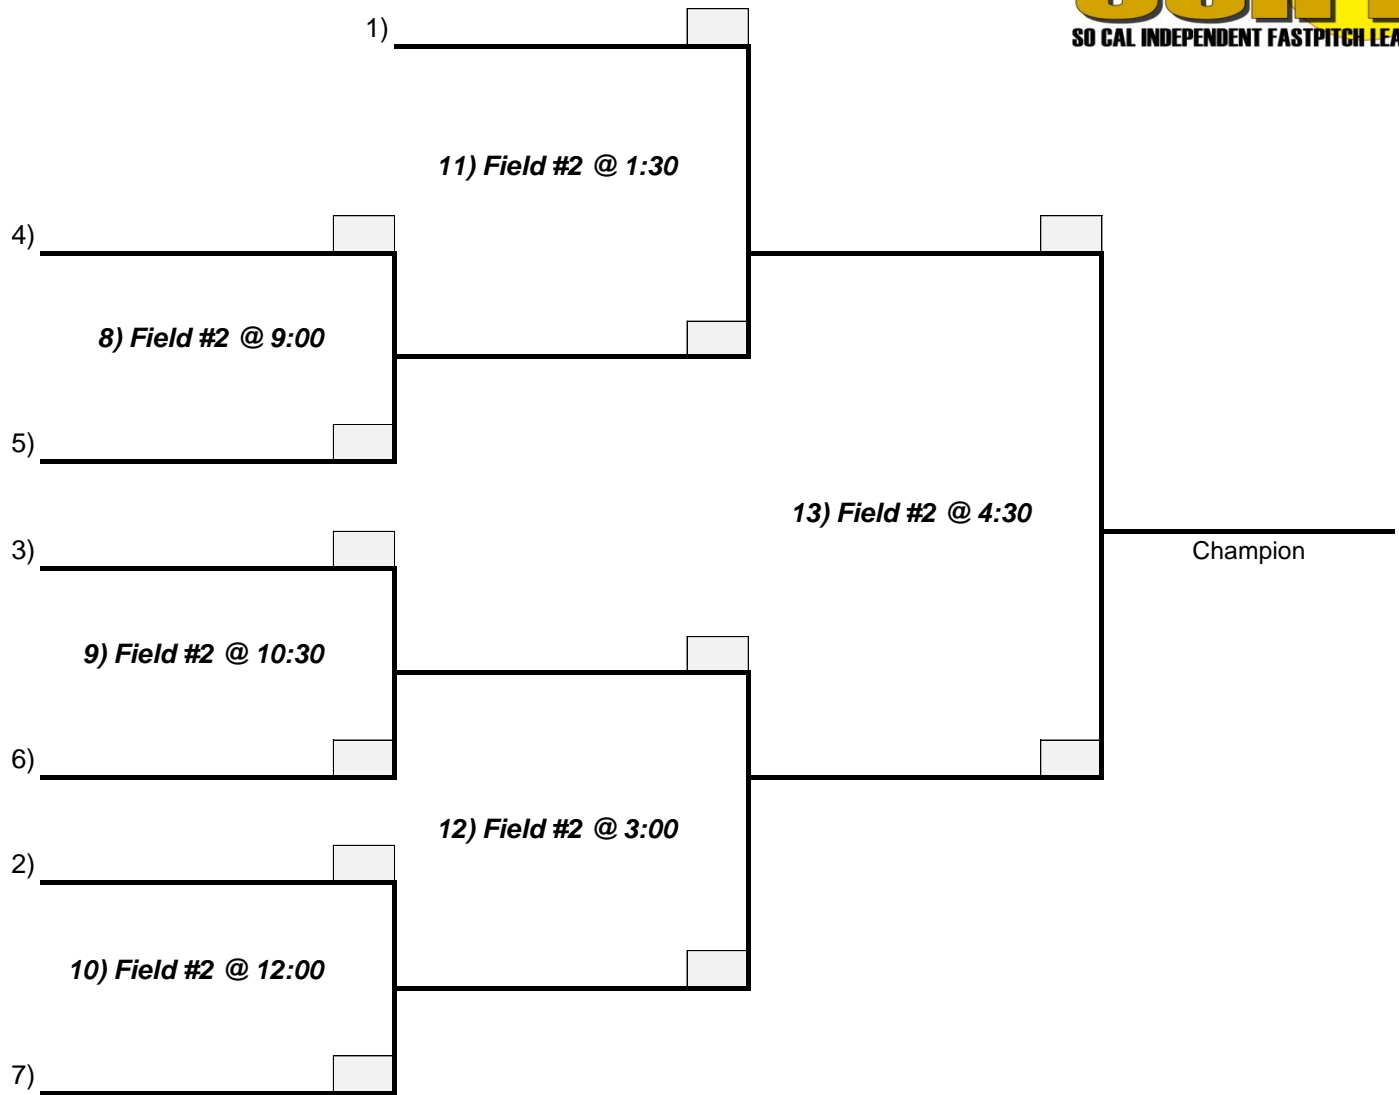 SO CAL INDEPENDENT FASTPITCH
1)
11) Field #2 @ 1:30
4)
8) Field #2 @ 9:00
5)
13) Field #2 @ 4:30
3)
Champion
9) Field #2 @ 10:30
6)
12) Field #2 @ 3:00
2)
10) Field #2 @ 12:00
7)